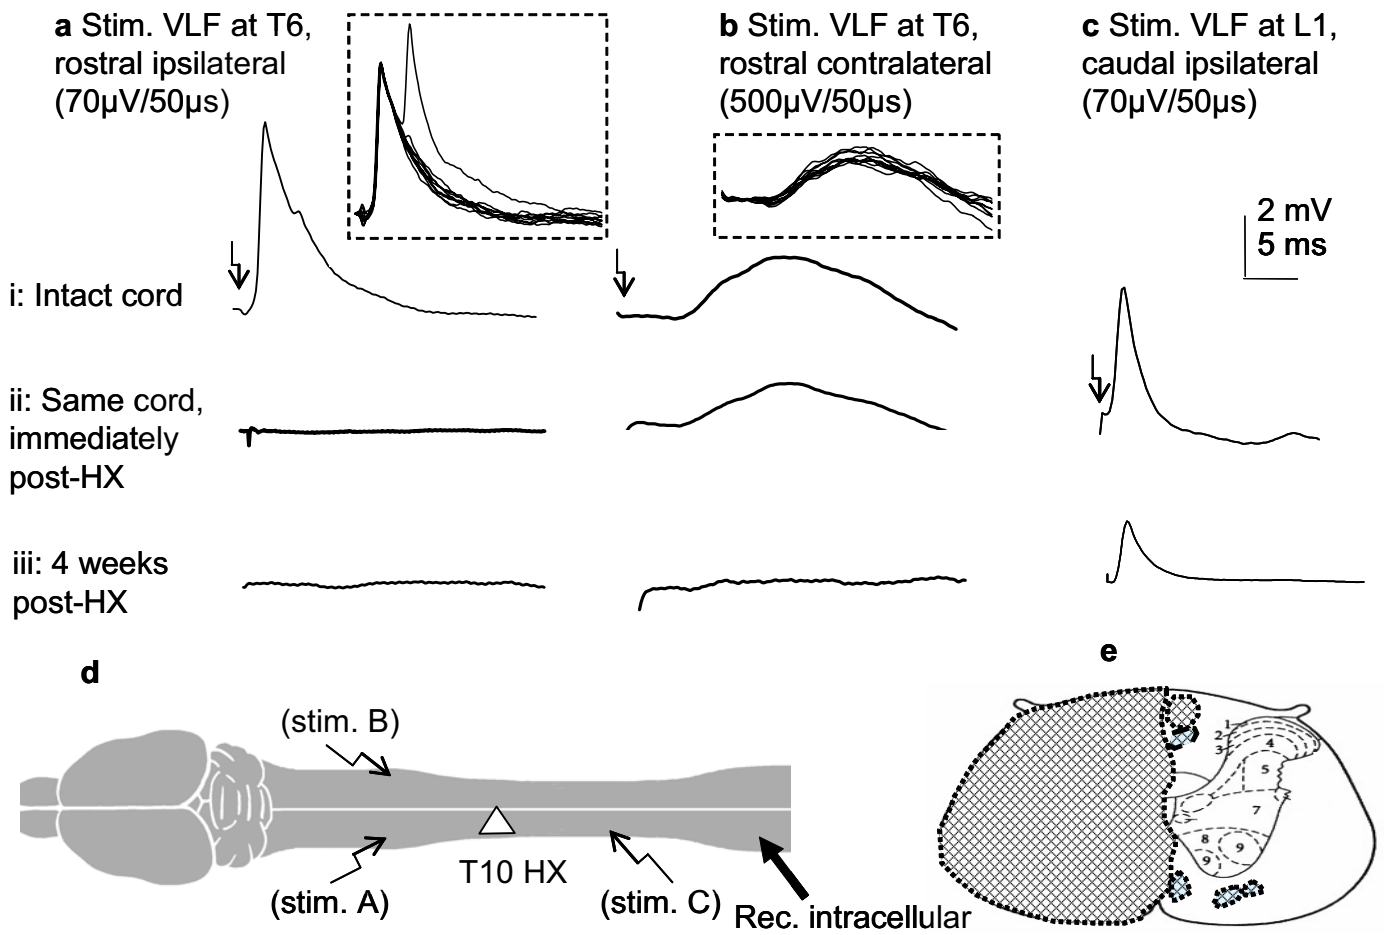 a Stim. VLF at T6,
rostral ipsilateral
(70µV/50µs)
b Stim. VLF at T6,
rostral contralateral
(500µV/50µs)
c Stim. VLF at L1,
caudal ipsilateral
(70µV/50µs)
2 mV
5 ms
i: Intact cord
ii: Same cord,
immediately
post-HX
iii: 4 weeks
post-HX
d
(stim. B)
T10 HX
(stim. A)
(stim. C)
Rec. intracellular
e
1
2
3
4
5
7
8
9
9